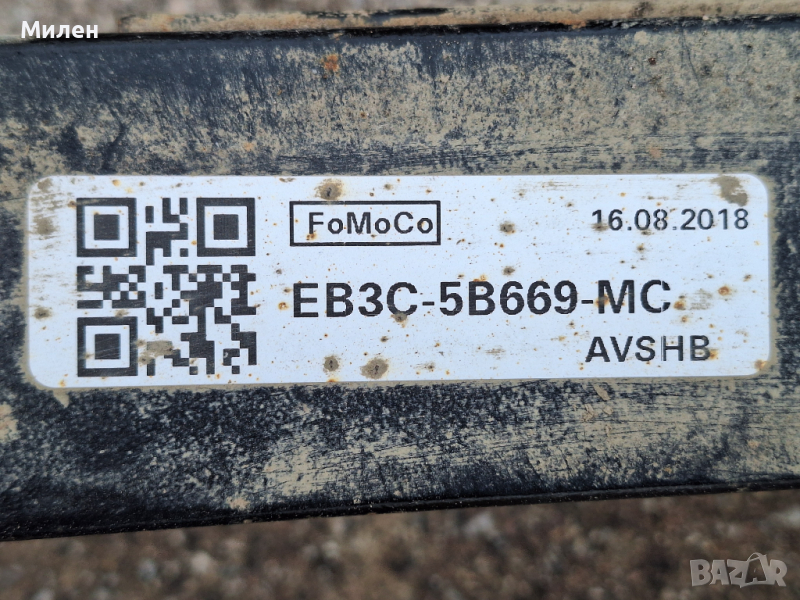 Милен
FoMoCo
16.08.2018
EB3C-5B669-MC
AVSHB
BAZAR